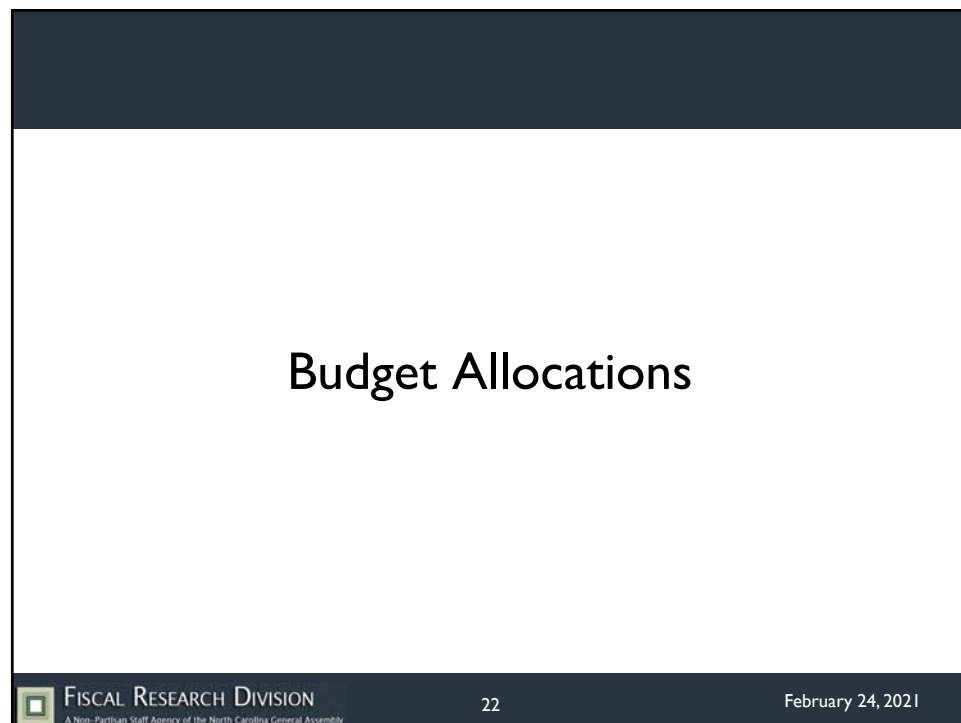 Budget Allocations
FISCAL RESEARCH DIVISION
A Non-Partisan Staff Agency of the North Carolina General Assembly
22
February 24, 2021